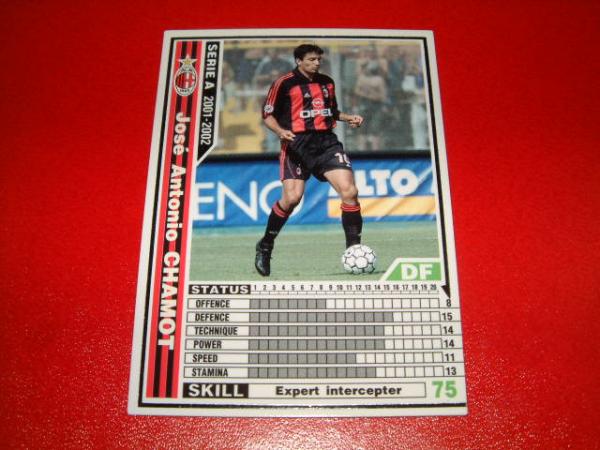 SERIE A 2001-2002
José Antonio CHAMOT
OPEL
ENO
ALTO
DF
STATUS 1 2 3 4 5 6 7 8 9 10 11 12 13 14 15 16 17 18 19 20
OFFENCE 8
DEFENCE 15
TECHNIQUE 14
POWER 14
SPEED 11
STAMINA 13
SKILL Expert intercepter 75